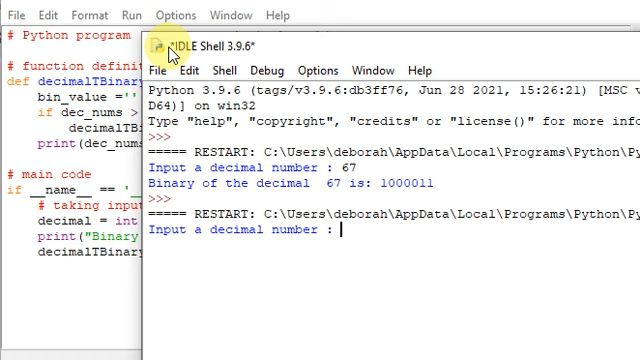 File Edit Format Run Options Window Help
# Python program
# function defini
def decimalTBinary
bin_value =''
if dec_nums >
decimalTBi
print(dec_nums
# main code
if __name__ == '_
# taking input
decimal = int
print("Binary
decimalTBinary
*IDLE Shell 3.9.6*
File Edit Shell Debug Options Window Help
Python 3.9.6 (tags/v3.9.6:db3ff76, Jun 28 2021, 15:26:21) [MSC v
D64)] on win32
Type "help", "copyright", "credits" or "license()" for more info
>>>
===== RESTART: C:\Users\deborah\AppData\Local\Programs\Python\Py
Input a decimal number : 67
Binary of the decimal  67 is: 1000011
>>>
===== RESTART: C:\Users\deborah\AppData\Local\Programs\Python\Py
Input a decimal number :